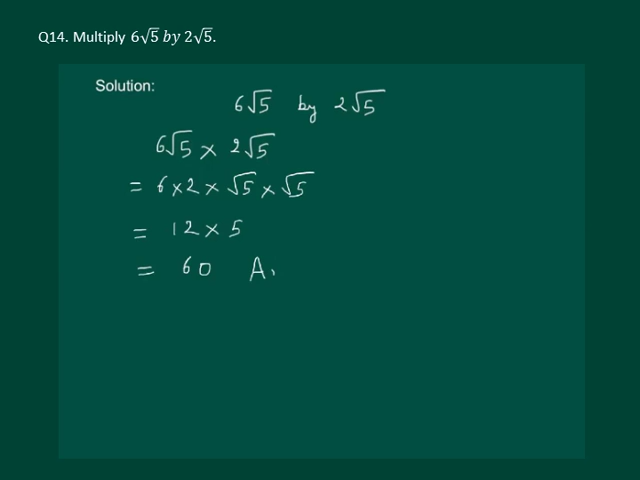 Q14. Multiply 6√5 by 2√5.
Solution:
6√5 by 2√5
6√5 × 2√5
= 6 × 2 × √5 × √5
= 12 × 5
= 60 A,